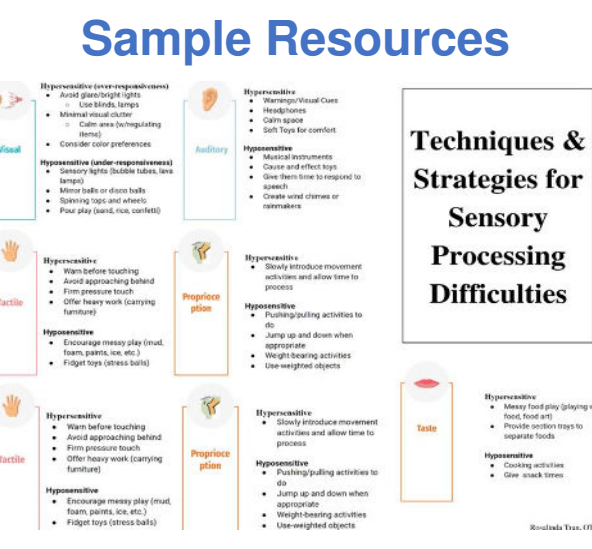 Sample Resources
Hypersensitive (over-responsiveness)
Avoid glare/bright lights
Use blinds, lamps
Minimal visual clutter
Calm area (w/regulating
items)
Consider color preferences
Visual
Hyposensitive (under-responsiveness)
Sensory lights (bubble tubes, lava
lamps)
Mirror balls or disco balls
Spinning tops and wheels
Pour play (sand, rice, confetti)
Hypersensitive
Warnings/Visual Cues
Headphones
Calm space
Soft Toys for comfort
Auditory
Hyposensitive
Musical instruments
Cause and effect toys
Give them time to respond to
speech
Create wind chimes or
rainmakers
Techniques &
Strategies for
Sensory
Processing
Difficulties
Hypersensitive
Warn before touching
Avoid approaching behind
Firm pressure touch
Offer heavy work (carrying
furniture)
Tactile
Hyposensitive
Encourage messy play (mud,
foam, paints, ice, etc.)
Fidget toys (stress balls)
Hypersensitive
Slowly introduce movement
activities and allow time to
process
Proprioce
ption
Hyposensitive
Pushing/pulling activities to
do
Jump up and down when
appropriate
Weight-bearing activities
Use-weighted objects
Hypersensitive
Warn before touching
Avoid approaching behind
Firm pressure touch
Offer heavy work (carrying
furniture)
Tactile
Hyposensitive
Encourage messy play (mud,
foam, paints, ice, etc.)
Fidget toys (stress balls)
Hypersensitive
Slowly introduce movement
activities and allow time to
process
Proprioce
ption
Hyposensitive
Pushing/pulling activities to
do
Jump up and down when
appropriate
Weight-bearing activities
Use-weighted objects
Taste
Hypersensitive
Messy food play (playing w
food, food art)
Provide section trays to
separate foods
Hyposensitive
Cooking activities
Give snack times
Rosalinda Tran, OT